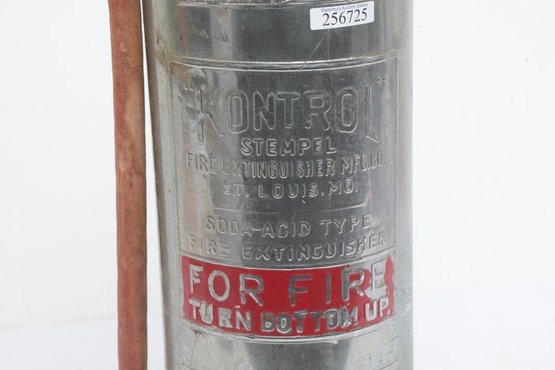 256725
"KONTROL"
STEMPEL
FIRE EXTINGUISHER MFG. CO.
ST. LOUIS. MO.
SODA-ACID TYPE
FIRE EXTINGUISHER
FOR FIRE
TURN BOTTOM UP.